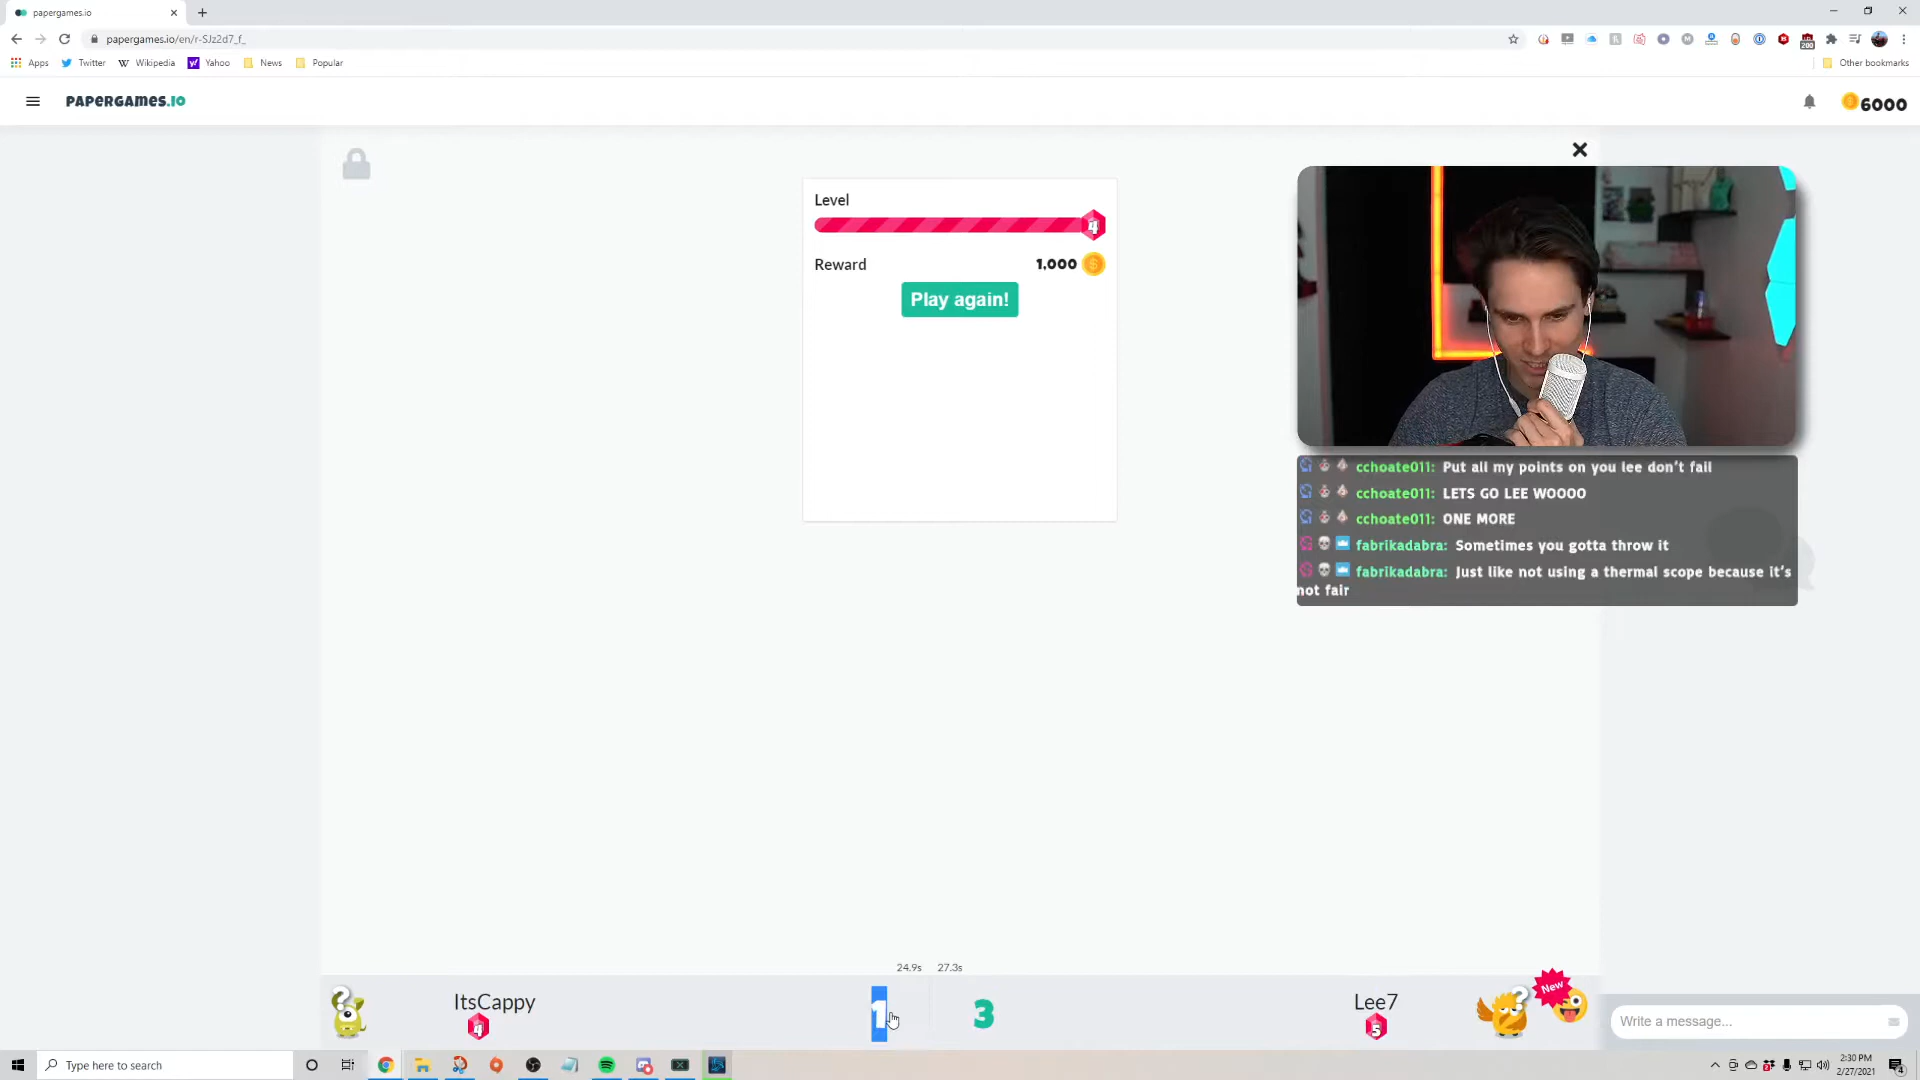 papergames.io
papergames.io/en/r-SJz2d7_f_
200
Apps
Twitter
Wikipedia
Yahoo
News
Popular
Other bookmarks
PAPERGAMES.IO
6000
Level
4
Reward
1,000
Play again!
cchoate011: Put all my points on you lee don't fail
cchoate011: LETS GO LEE WOOOO
cchoate011: ONE MORE
fabrikadabra: Sometimes you gotta throw it
fabrikadabra: Just like not using a thermal scope because it's
not fair
24.9s
27.3s
ItsCappy
4
1
3
Lee7
5
New
Write a message...
Type here to search
2:30 PM
2/27/2021